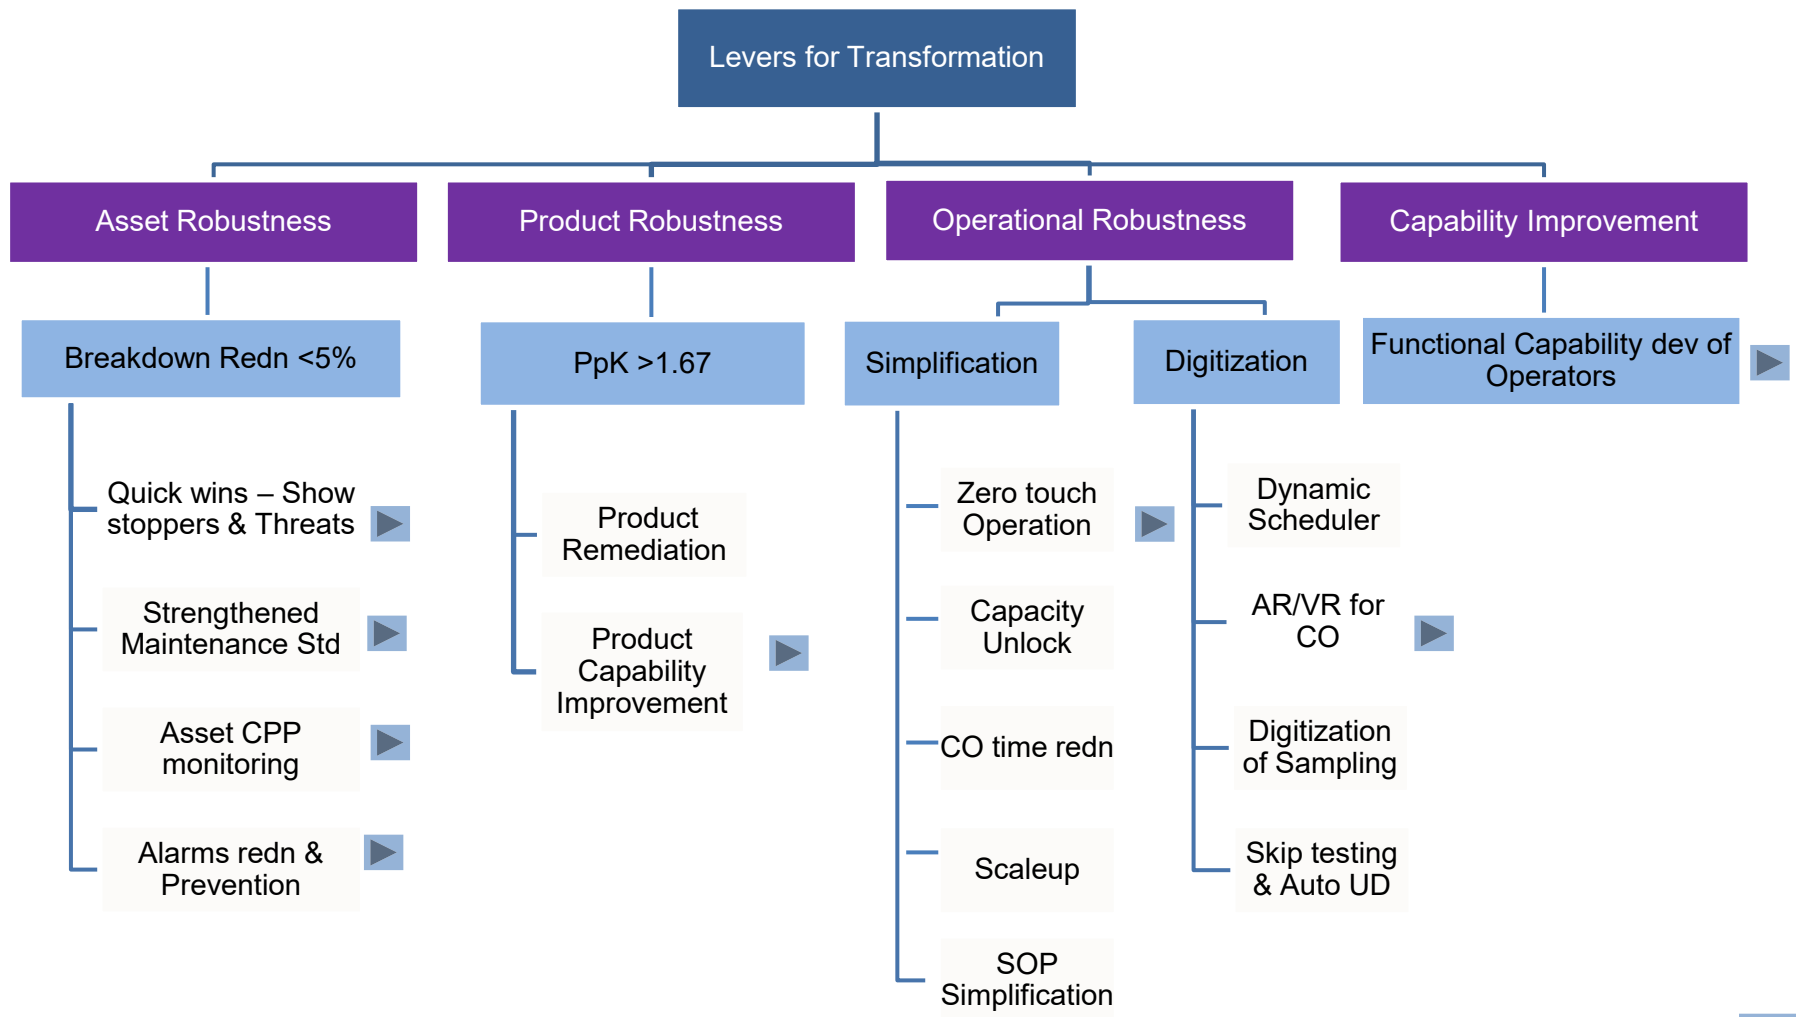 Levers for Transformation
Asset Robustness
Product Robustness
Operational Robustness
Capability Improvement
Breakdown Redn <5%
PpK >1.67
Simplification
Digitization
Functional Capability dev of
Operators
Quick wins – Show
stoppers & Threats
Strengthened
Maintenance Std
Asset CPP
monitoring
Alarms redn &
Prevention
Product
Remediation
Product
Capability
Improvement
Zero touch
Operation
Capacity
Unlock
CO time redn
Scaleup
SOP
Simplification
Dynamic
Scheduler
AR/VR for
CO
Digitization
of Sampling
Skip testing
& Auto UD